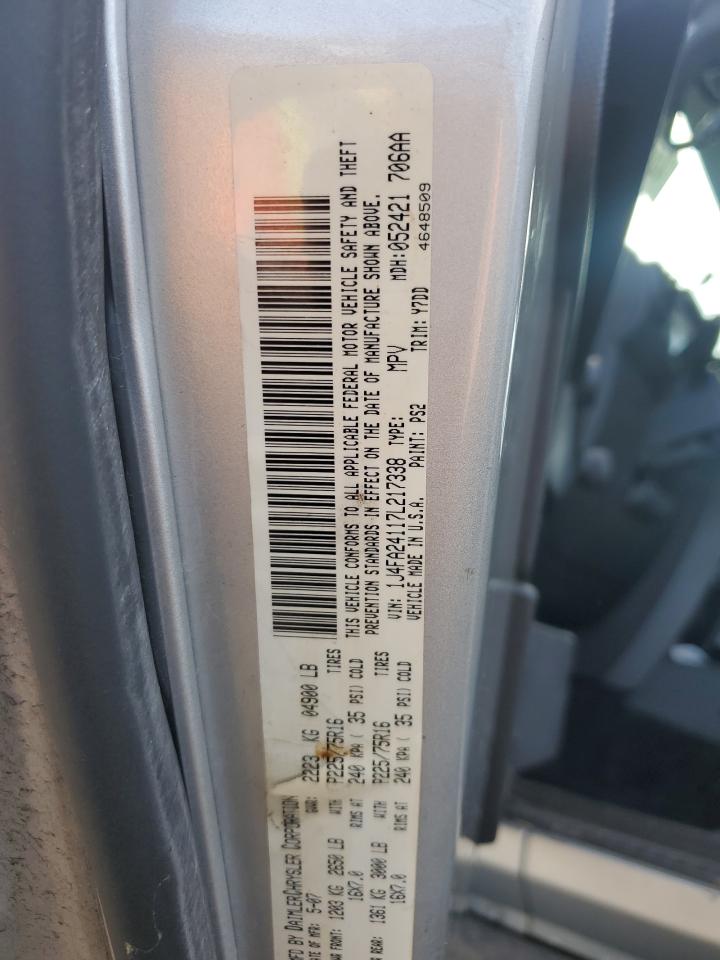 MFD BY DAIMLERCHRYSLER CORPORATION
DATE OF MFR: 5-07 GVWR: 2223 KG 04900 LB
FRONT: 1203 KG 2650 LB WITH P225/75R16 TIRES
16X7.0 RIMS AT 240 KPA ( 35 PSI) COLD
REAR: 1361 KG 3000 LB WITH P225/75R16 TIRES
16X7.0 RIMS AT 240 KPA ( 35 PSI) COLD
THIS VEHICLE CONFORMS TO ALL APPLICABLE FEDERAL MOTOR VEHICLE SAFETY AND THEFT
PREVENTION STANDARDS IN EFFECT ON THE DATE OF MANUFACTURE SHOWN ABOVE.
VIN: 1J4FA24117L217338 TYPE: MPV MDH:052421 706AA
VEHICLE MADE IN U.S.A. PAINT: PS2 TRIM: Y7DD 4648509